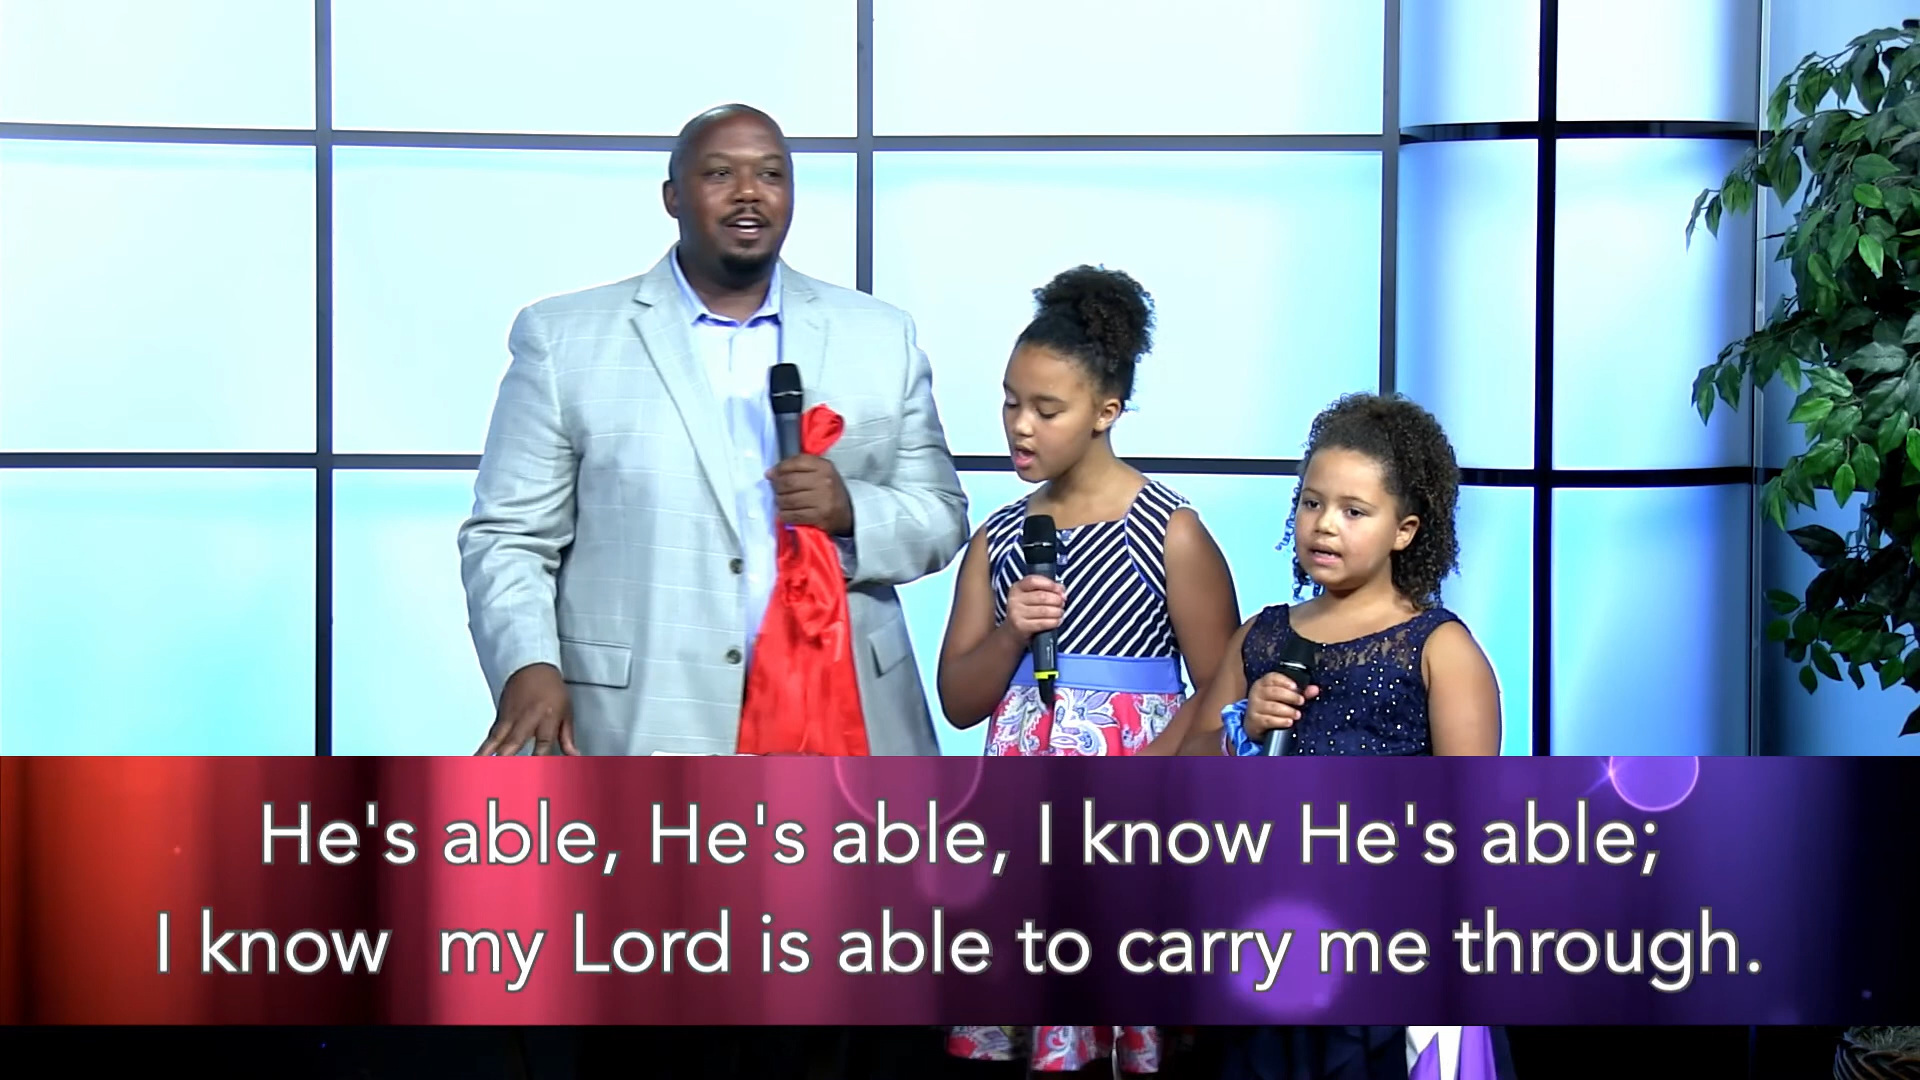 He's able, He's able, I know He's able;
I know  my Lord is able to carry me through.